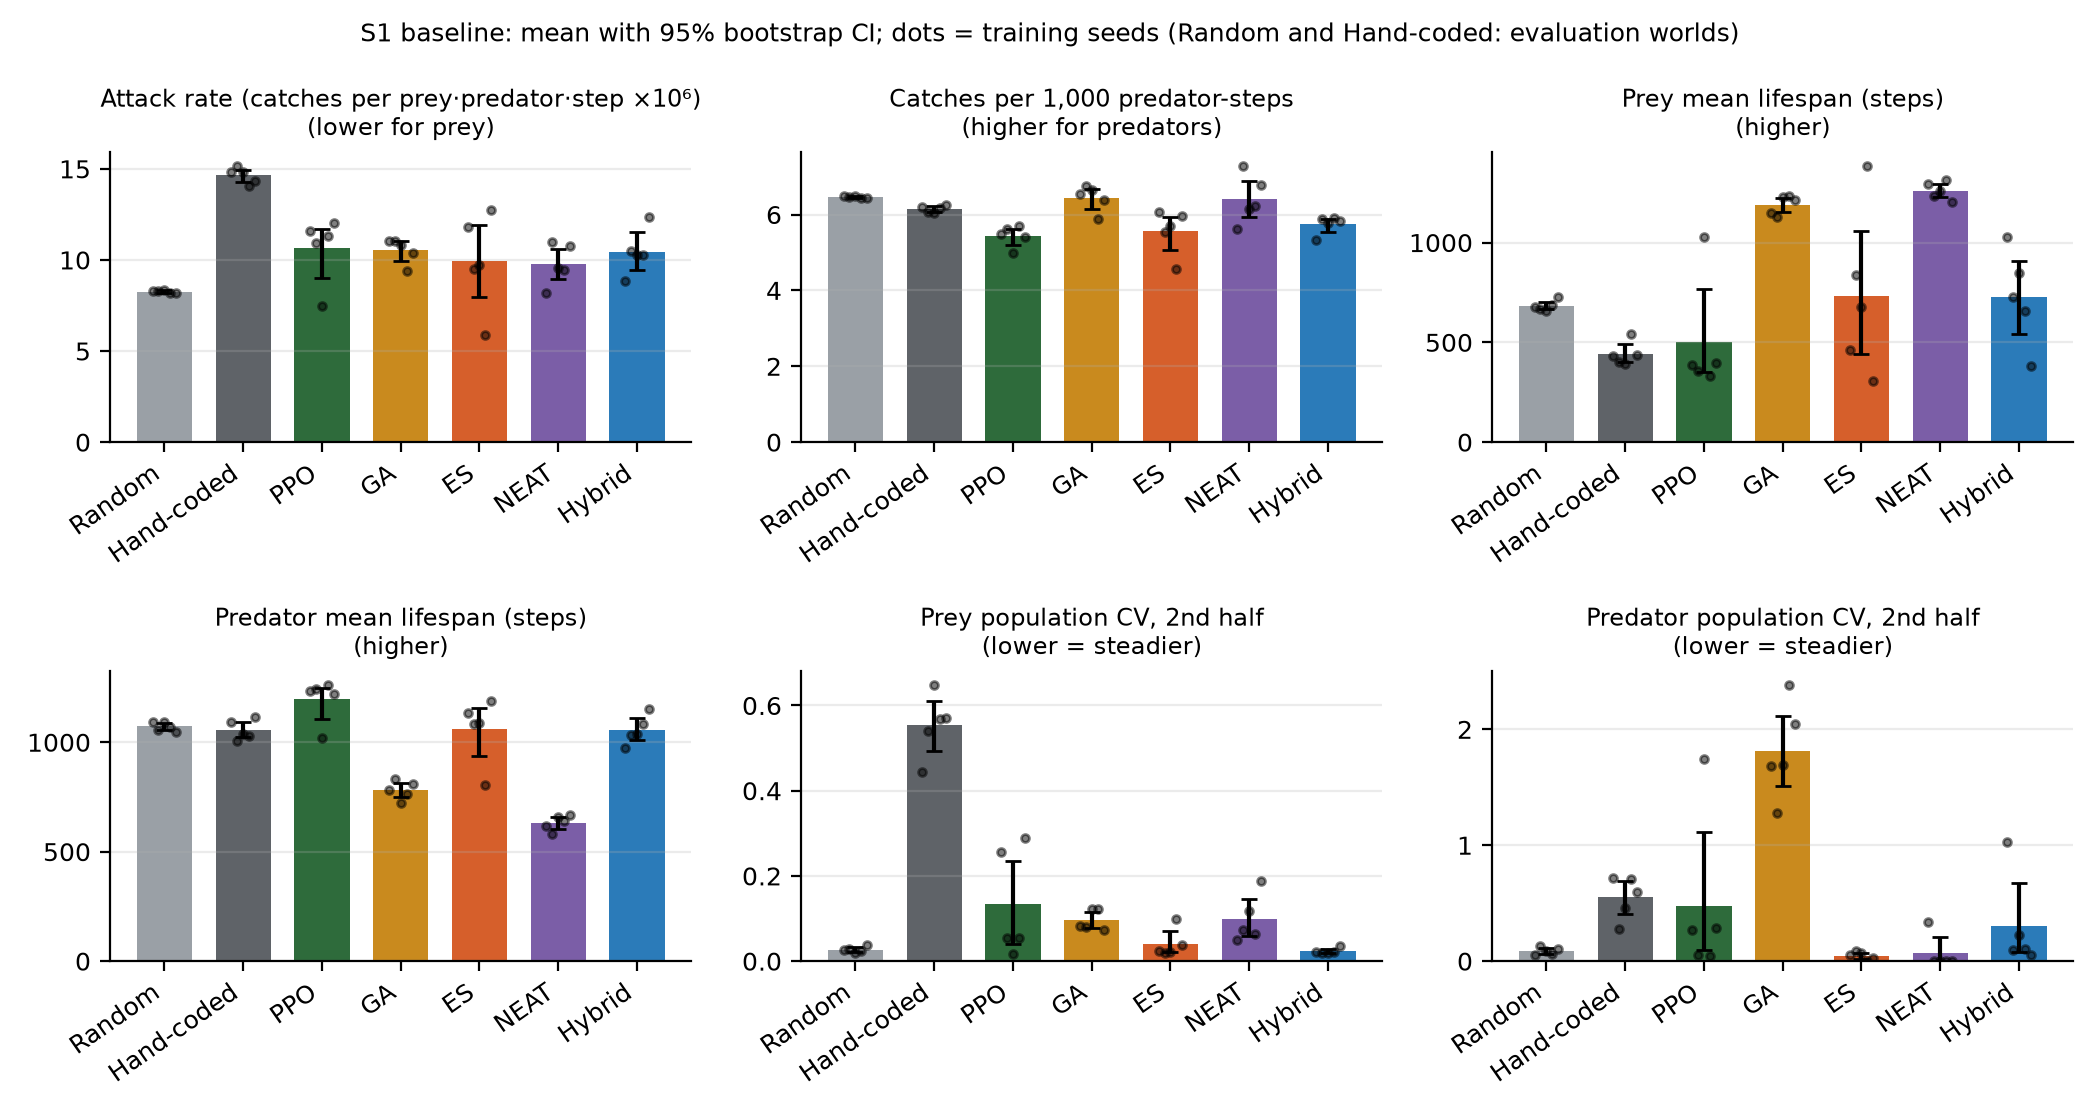 S1 baseline: mean with 95% bootstrap CI; dots = training seeds (Random and Hand-coded: evaluation worlds)
Attack rate (catches per prey·predator·step ×10⁶)
(lower for prey)
15
10
5
0
Random
Hand-coded
PPO
GA
ES
NEAT
Hybrid
Catches per 1,000 predator-steps
(higher for predators)
6
4
2
0
Random
Hand-coded
PPO
GA
ES
NEAT
Hybrid
Prey mean lifespan (steps)
(higher)
1000
500
0
Random
Hand-coded
PPO
GA
ES
NEAT
Hybrid
Predator mean lifespan (steps)
(higher)
1000
500
0
Random
Hand-coded
PPO
GA
ES
NEAT
Hybrid
Prey population CV, 2nd half
(lower = steadier)
0.6
0.4
0.2
0.0
Random
Hand-coded
PPO
GA
ES
NEAT
Hybrid
Predator population CV, 2nd half
(lower = steadier)
2
1
0
Random
Hand-coded
PPO
GA
ES
NEAT
Hybrid